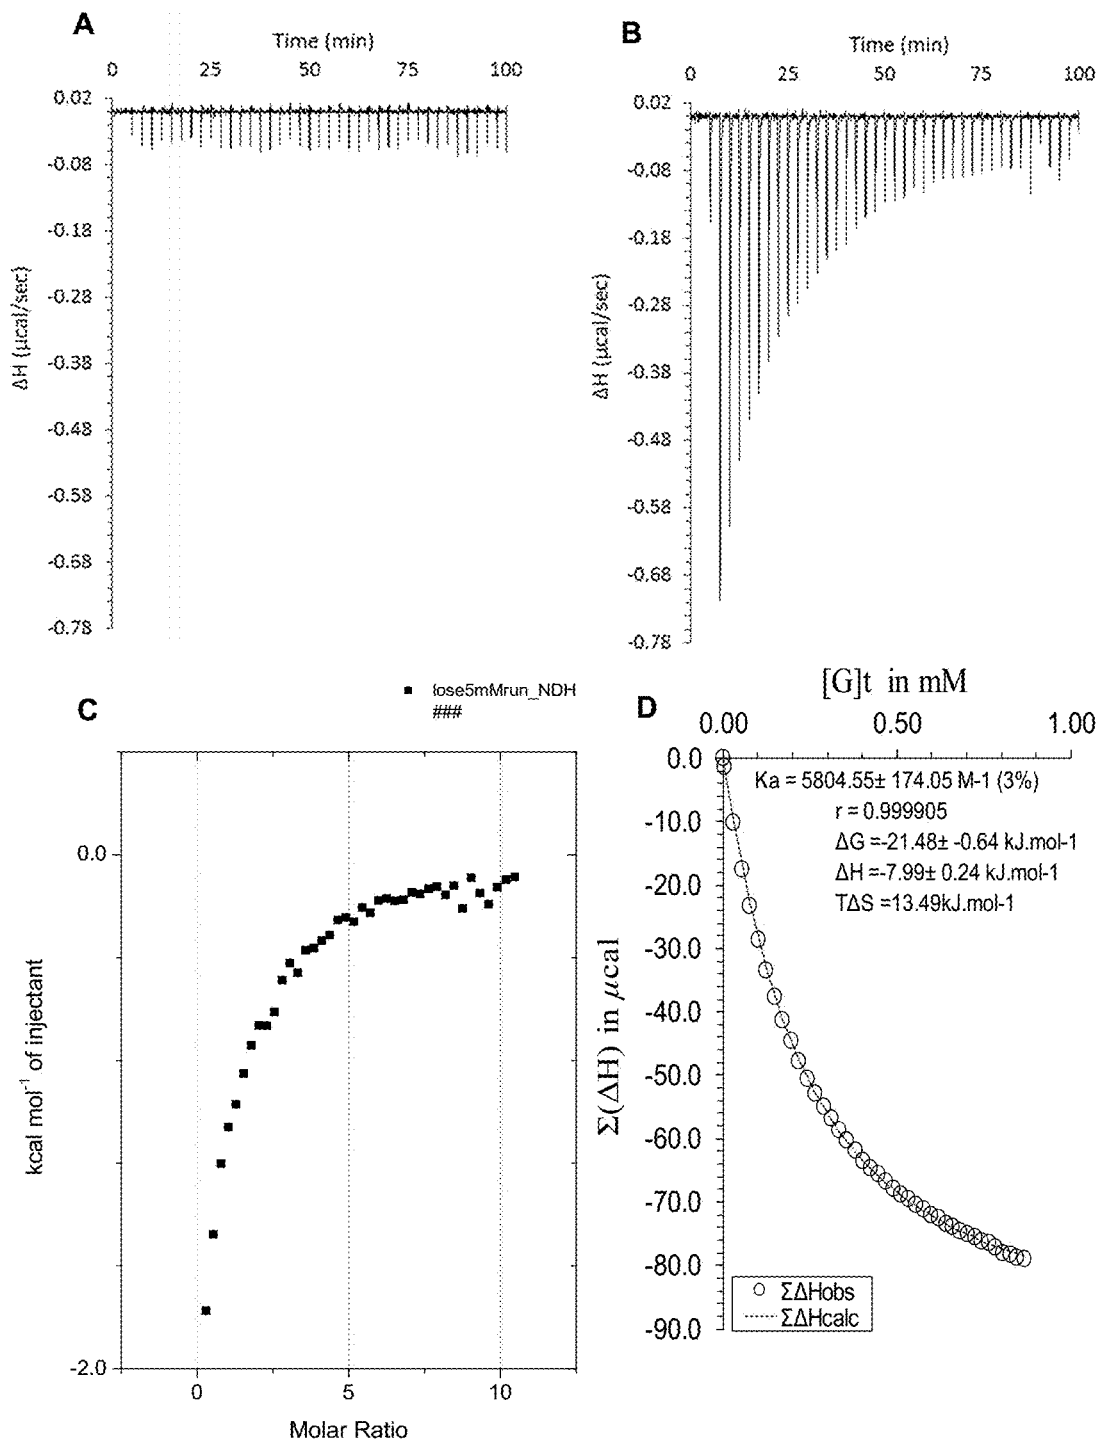 A
Time (min)
0 25 50 75 100
0.02
-0.08
-0.18
-0.28
-0.38
-0.48
-0.58
-0.68
-0.78
ΔH (μcal/sec)
B
Time (min)
0 25 50 75 100
0.02
-0.08
-0.18
-0.28
-0.38
-0.48
-0.58
-0.68
-0.78
ΔH (μcal/sec)
C
lose5mMrun_NDH
###
0.0
-2.0
kcal mol⁻¹ of injectant
0 5 10
Molar Ratio
D
[G]t in mM
0.00 0.50 1.00
0.0
-10.0
-20.0
-30.0
-40.0
-50.0
-60.0
-70.0
-80.0
-90.0
Σ(ΔH) in μcal
Ka = 5804.55± 174.05 M-1 (3%)
r = 0.999905
ΔG =-21.48± -0.64 kJ.mol-1
ΔH =-7.99± 0.24 kJ.mol-1
TΔS =13.49kJ.mol-1
ΣΔHobs
ΣΔHcalc